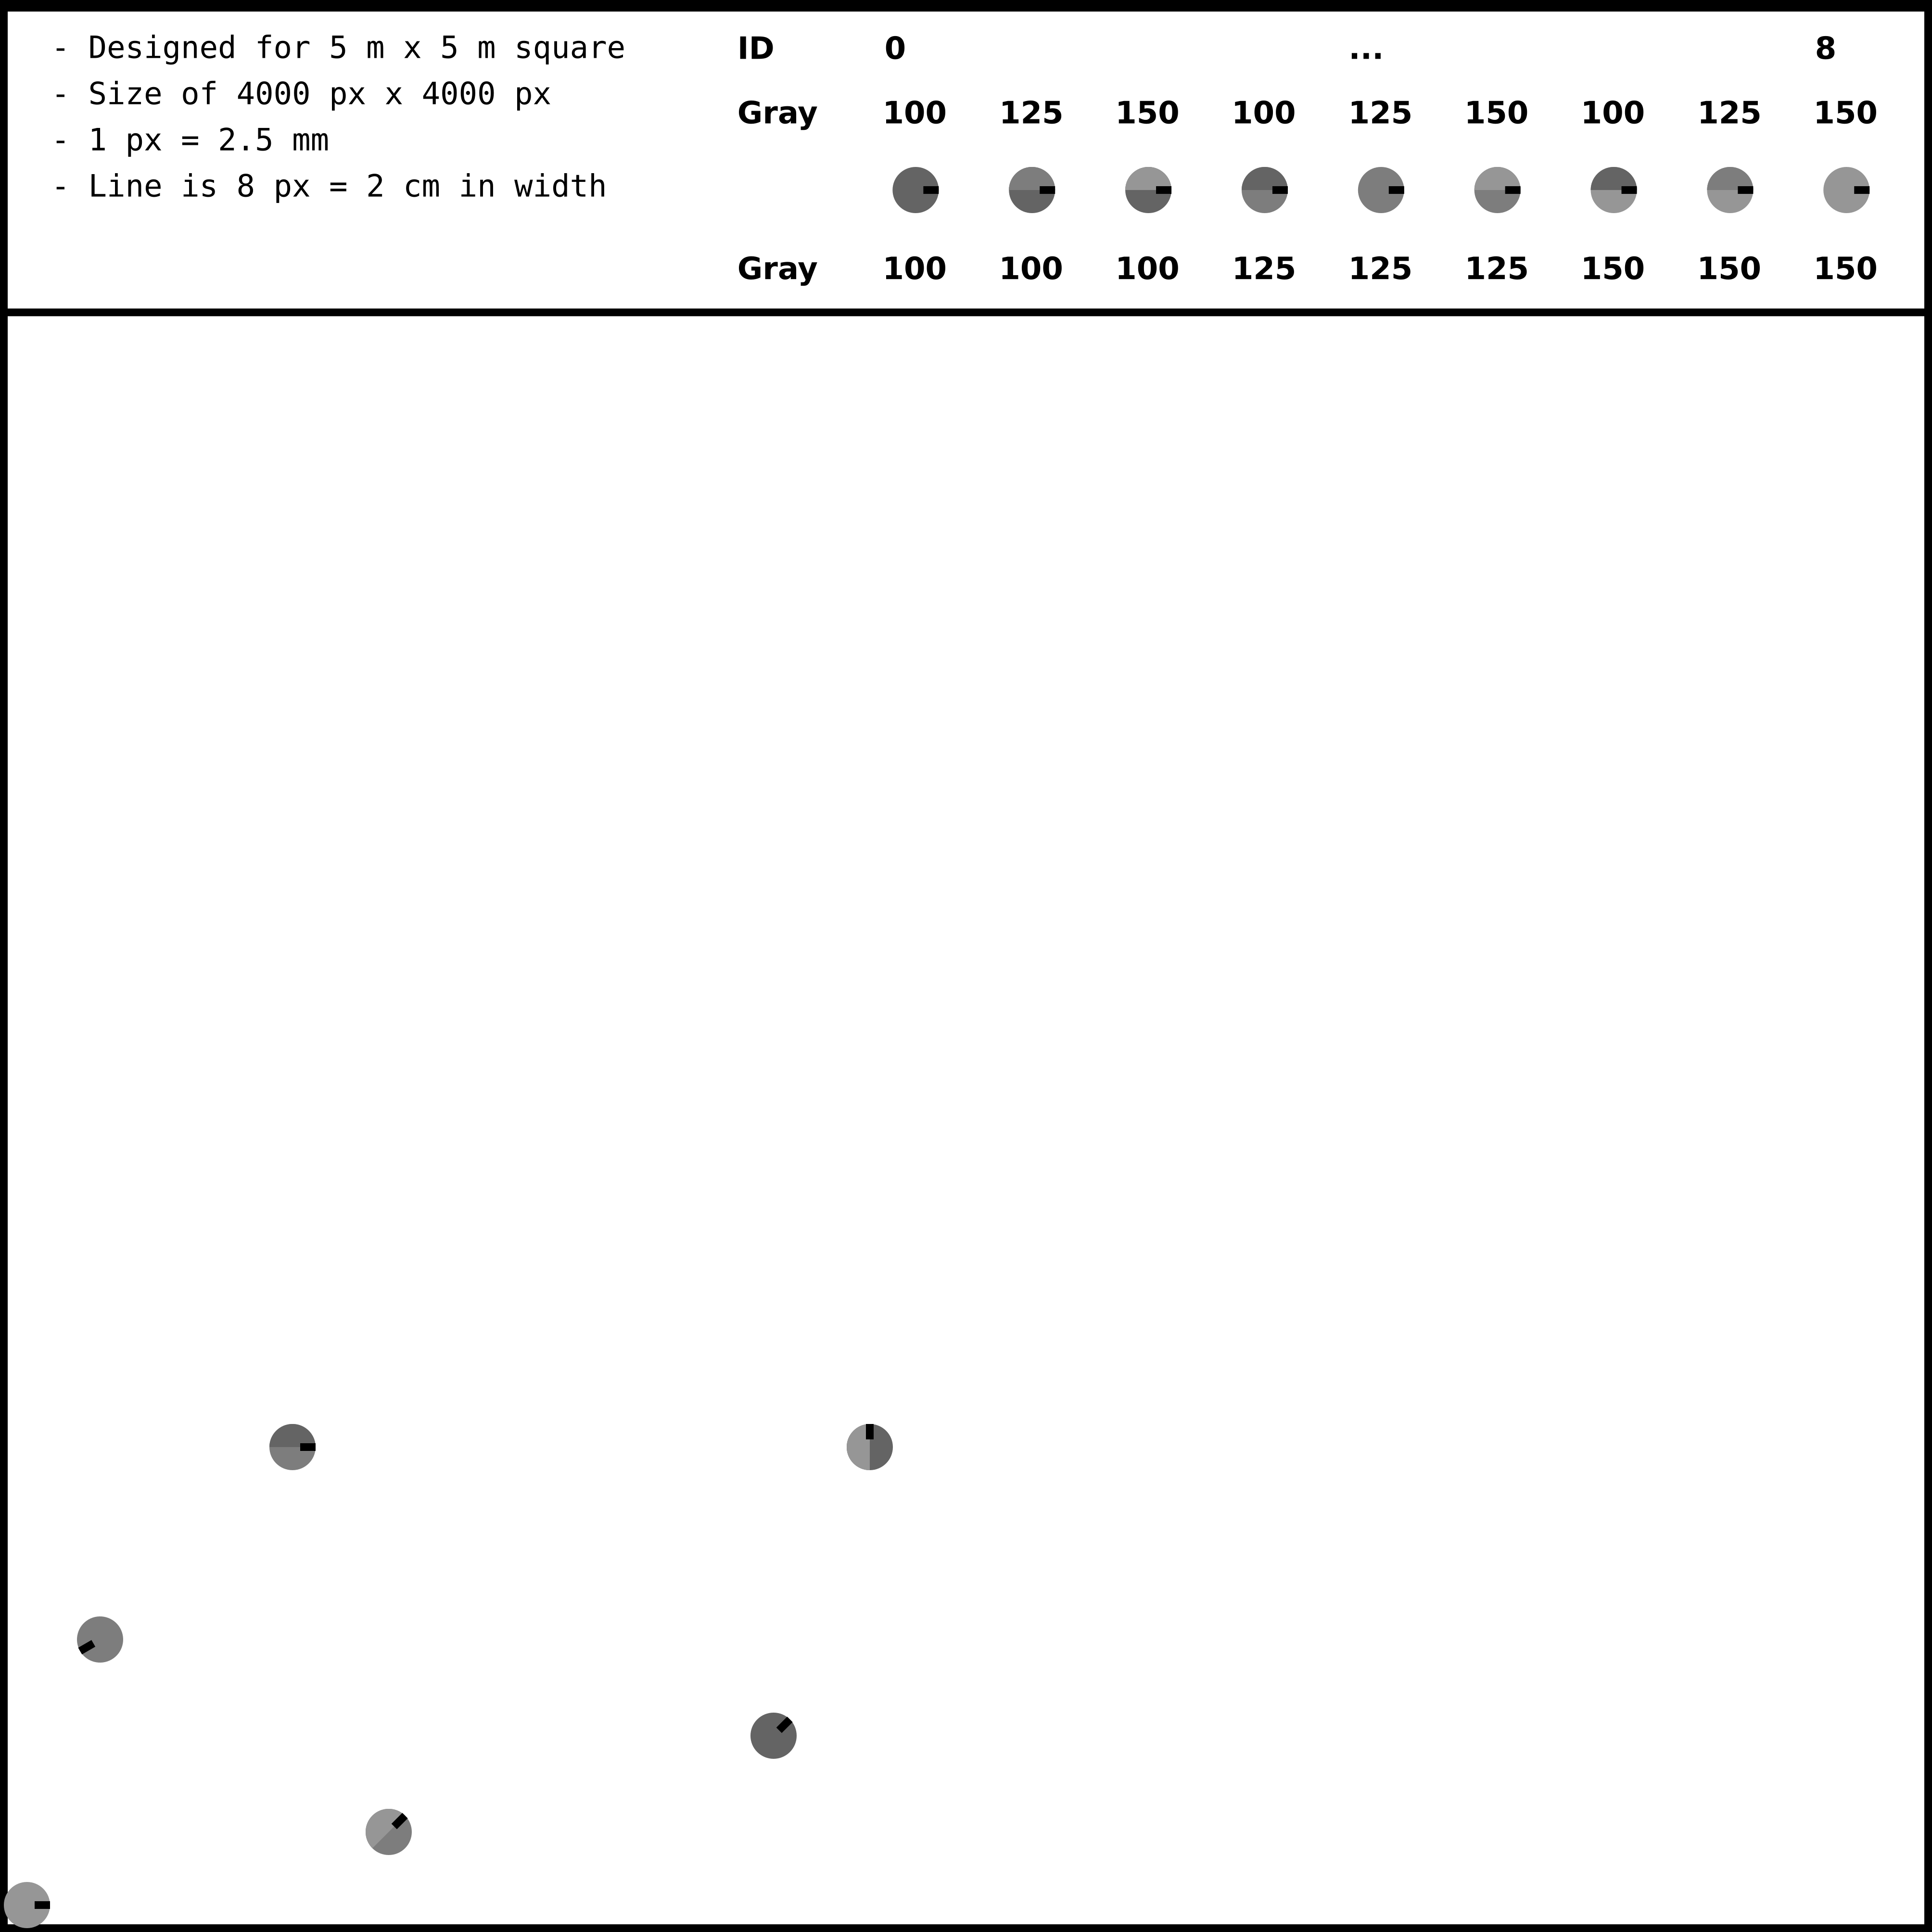 - Designed for 5 m x 5 m square
- Size of 4000 px x 4000 px
- 1 px = 2.5 mm
- Line is 8 px = 2 cm in width
ID 0 ... 8
Gray 100 125 150 100 125 150 100 125 150
Gray 100 100 100 125 125 125 150 150 150